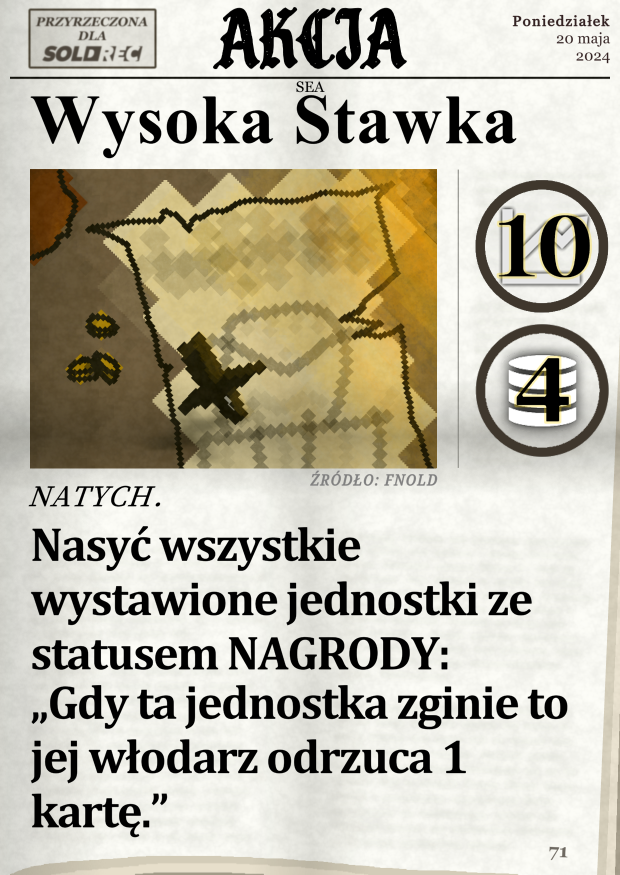 PRZYRZECZONA
DLA
SOLDREC
AKCJA
Poniedziałek
20 maja
2024
SEA
Wysoka Stawka
10
4
ŹRÓDŁO: FNOLD
NATYCH.
Nasyć wszystkie
wystawione jednostki ze
statusem NAGRODY:
„Gdy ta jednostka zginie to
jej włodarz odrzuca 1
kartę.”
71